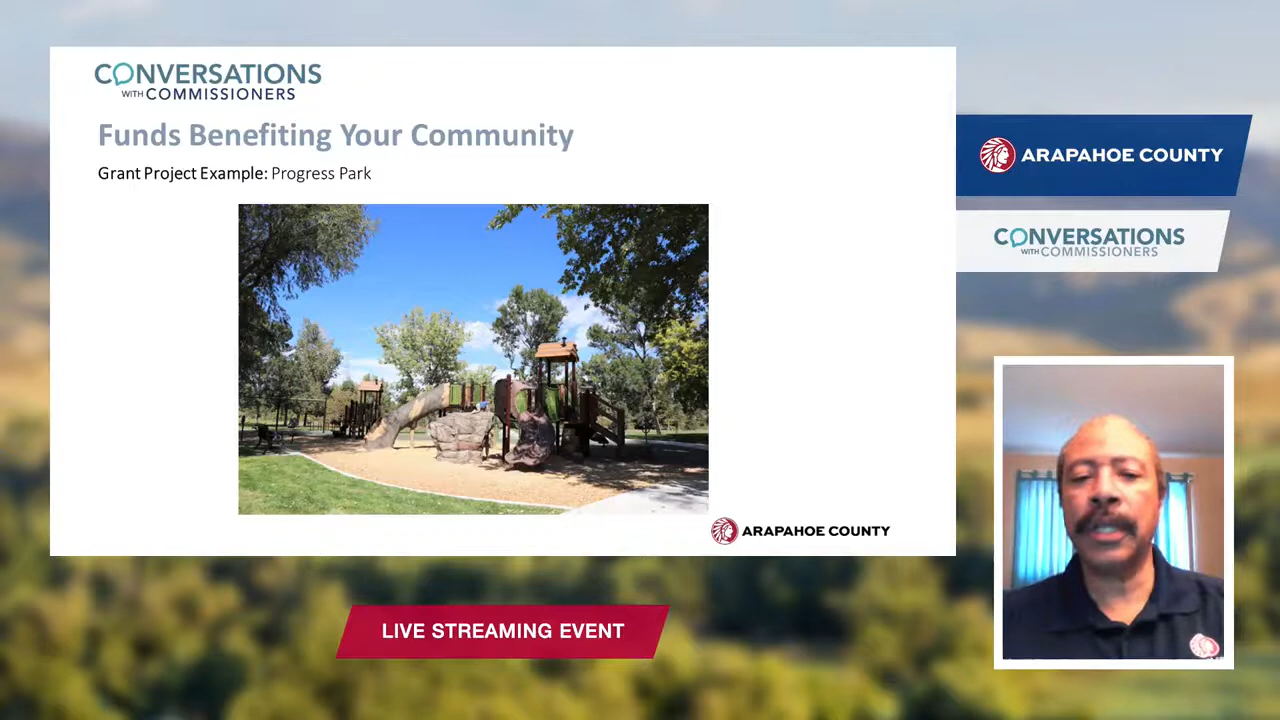 CONVERSATIONS
WITH COMMISSIONERS
Funds Benefiting Your Community
Grant Project Example: Progress Park
ARAPAHOE COUNTY
ARAPAHOE COUNTY
CONVERSATIONS
WITH COMMISSIONERS
LIVE STREAMING EVENT